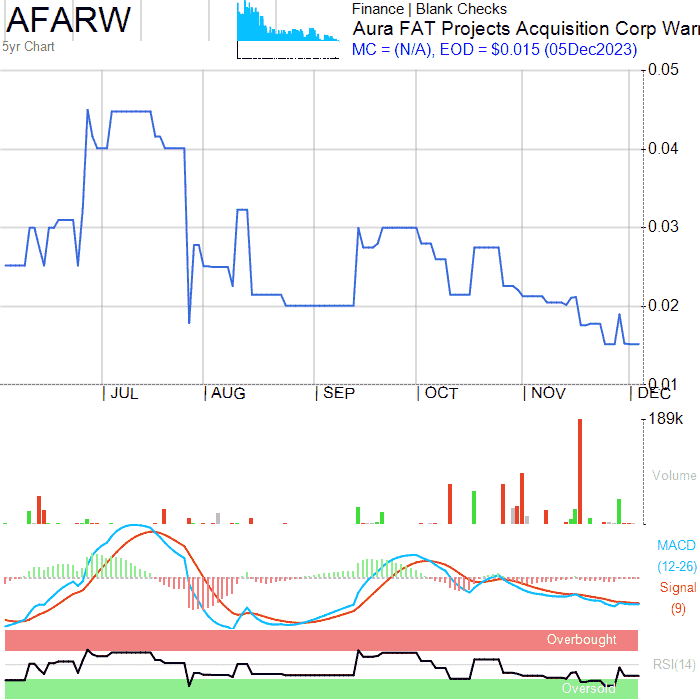 AFARW
5yr Chart
Finance | Blank Checks
Aura FAT Projects Acquisition Corp Warr
MC = (N/A), EOD = $0.015 (05Dec2023)
0.05
0.04
0.03
0.02
0.01
JUL
AUG
SEP
OCT
NOV
DEC
189k
Volume
MACD
(12-26)
Signal
(9)
Overbought
RSI(14)
Oversold